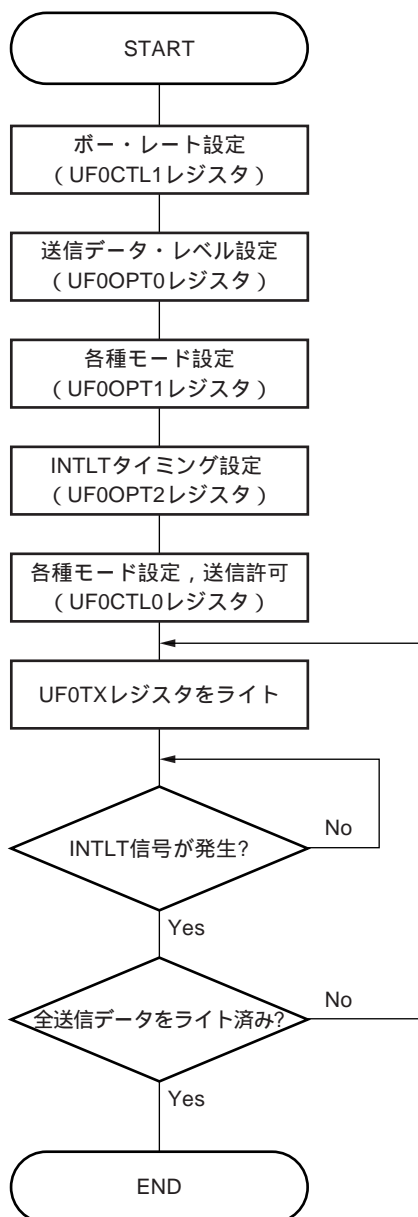 START
ボー・レート設定
(UF0CTL1レジスタ)
送信データ・レベル設定
(UF0OPT0レジスタ)
各種モード設定
(UF0OPT1レジスタ)
INTLTタイミング設定
(UF0OPT2レジスタ)
各種モード設定,送信許可
(UF0CTL0レジスタ)
UF0TXレジスタをライト
INTLT信号が発生?
No
Yes
全送信データをライト済み?
No
Yes
END